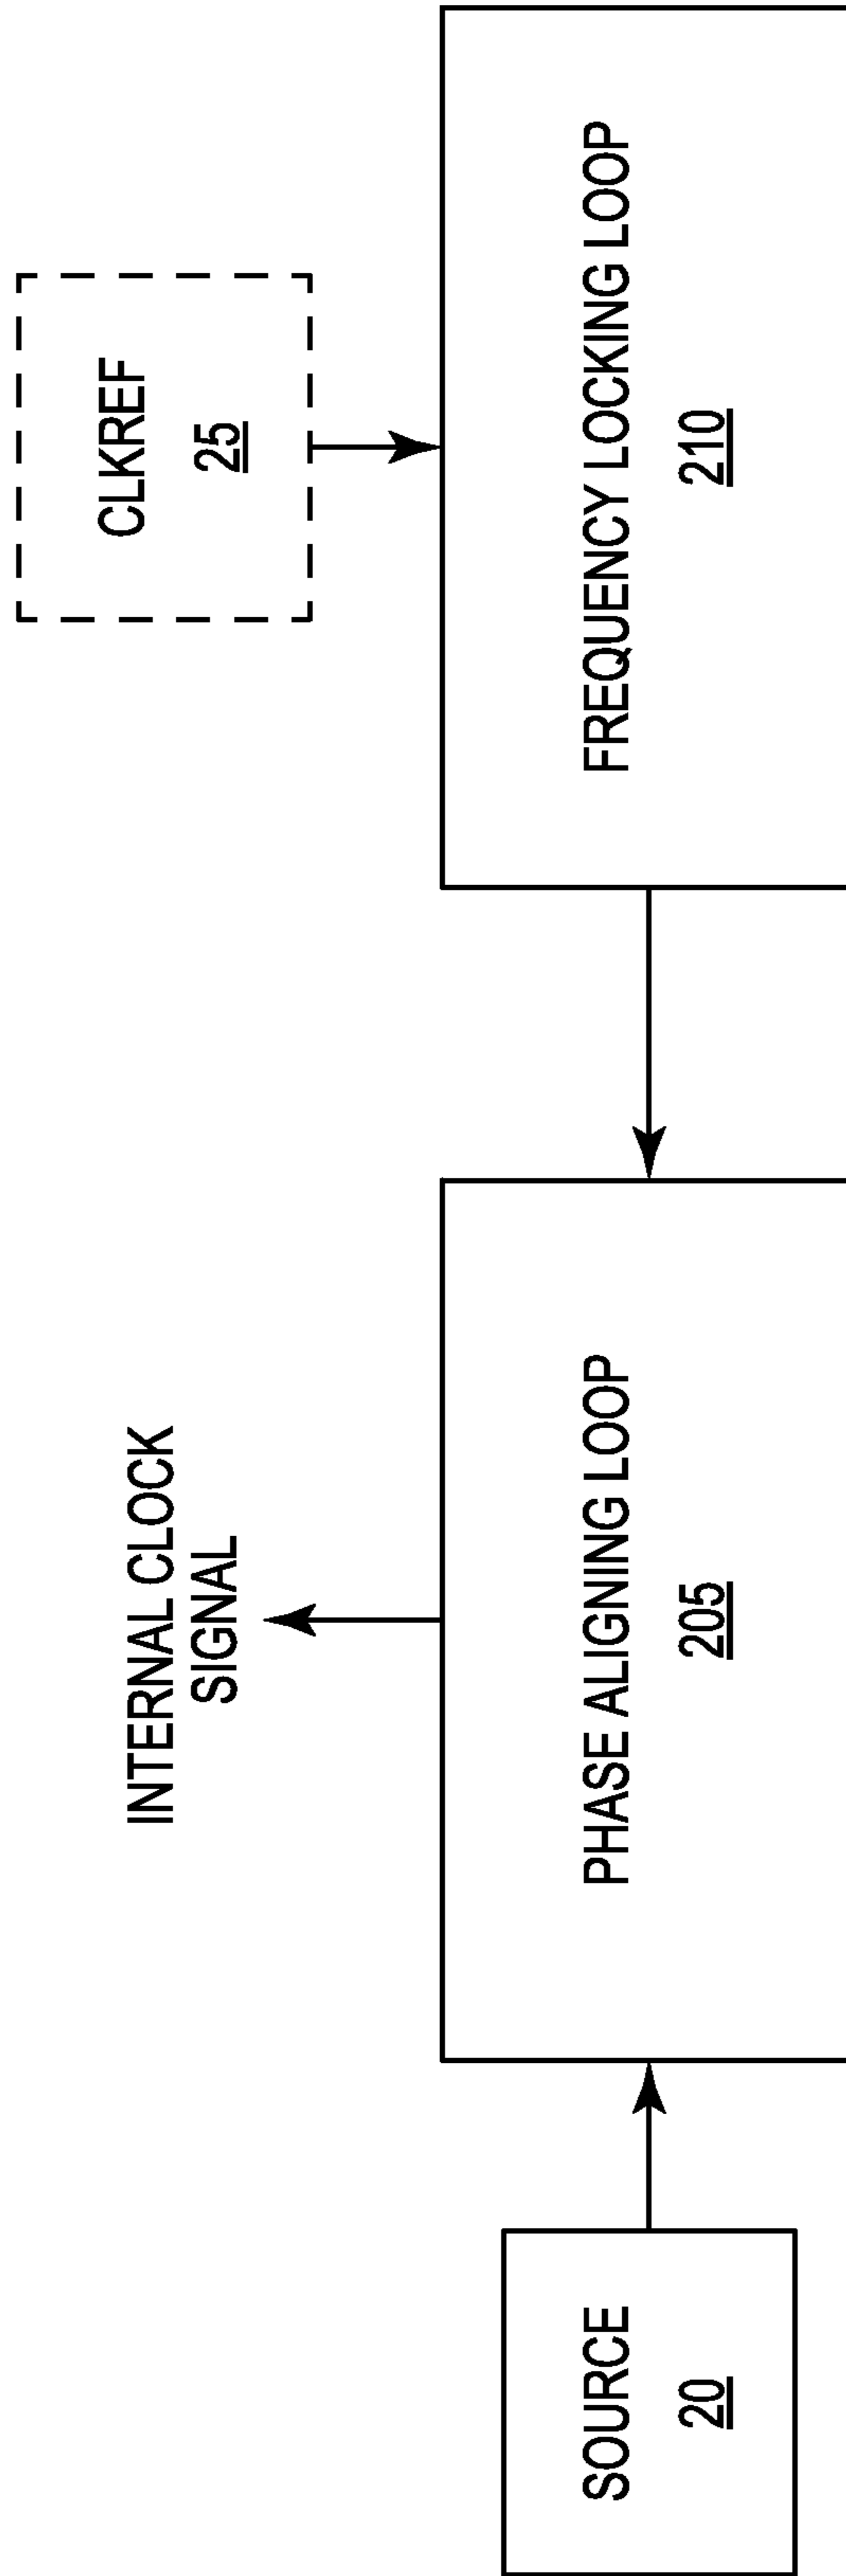 INTERNAL CLOCK
SIGNAL
CLKREF
25
SOURCE
20
PHASE ALIGNING LOOP
205
FREQUENCY LOCKING LOOP
210